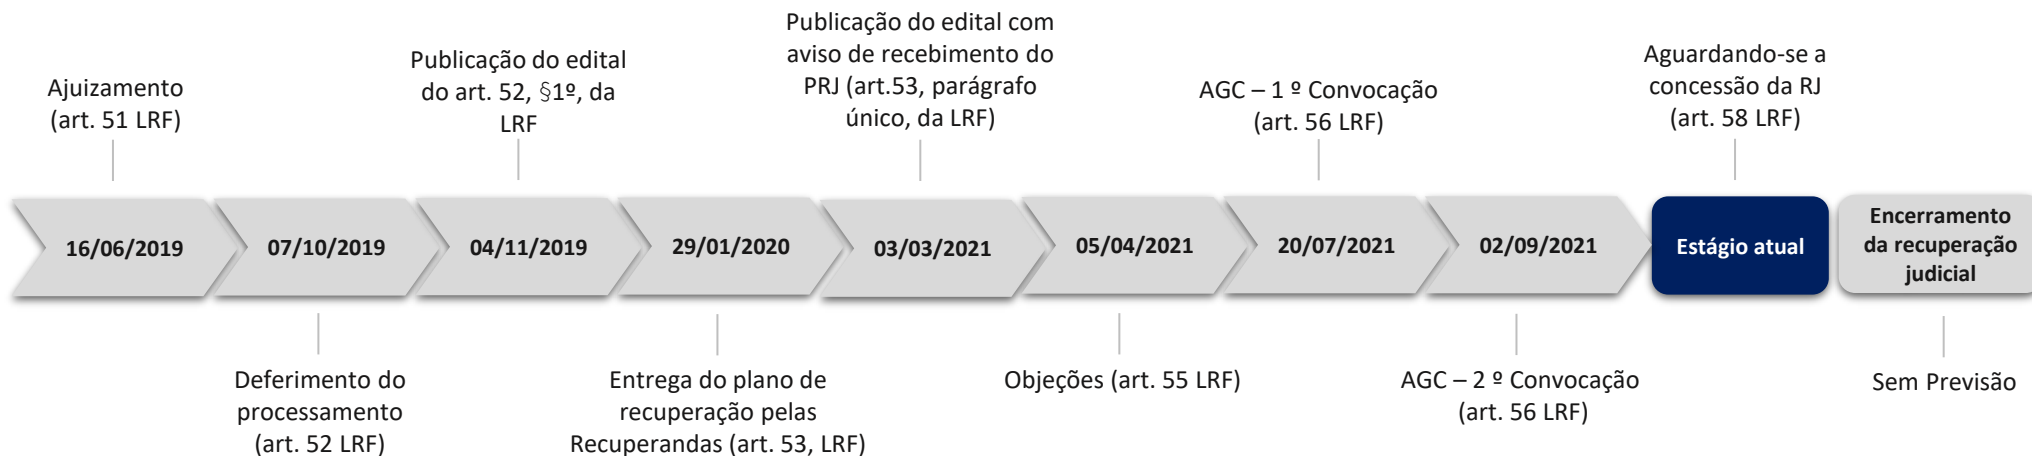 Ajuizamento
(art. 51 LRF)
Publicação do edital
do art. 52, §1º, da
LRF
Publicação do edital com
aviso de recebimento do
PRJ (art.53, parágrafo
único, da LRF)
AGC – 1 º Convocação
(art. 56 LRF)
Aguardando-se a
concessão da RJ
(art. 58 LRF)
16/06/2019
07/10/2019
04/11/2019
29/01/2020
03/03/2021
05/04/2021
20/07/2021
02/09/2021
Estágio atual
Encerramento
da recuperação
judicial
Deferimento do
processamento
(art. 52 LRF)
Entrega do plano de
recuperação pelas
Recuperandas (art. 53, LRF)
Objeções (art. 55 LRF)
AGC – 2 º Convocação
(art. 56 LRF)
Sem Previsão